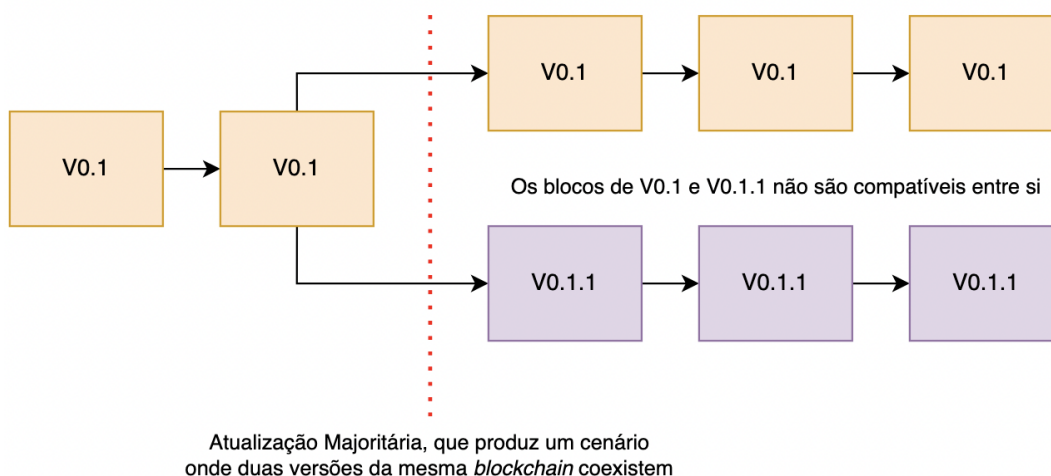 V0.1
V0.1
V0.1
V0.1
V0.1
Os blocos de V0.1 e V0.1.1 não são compatíveis entre si
V0.1.1
V0.1.1
V0.1.1
Atualização Majoritária, que produz um cenário
onde duas versões da mesma blockchain coexistem